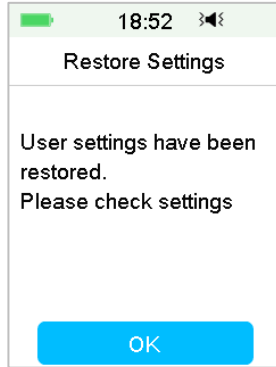 18:52
Restore Settings
User settings have been
restored.
Please check settings
OK